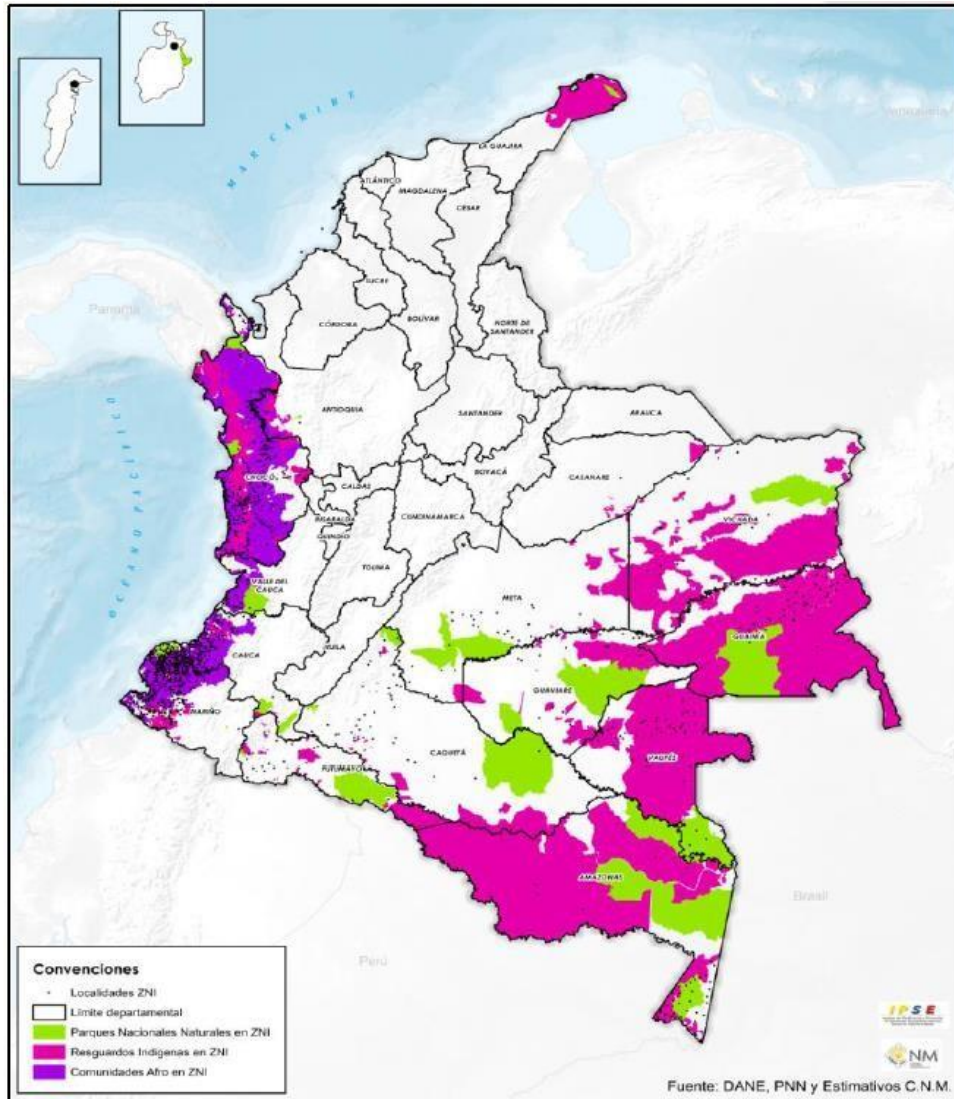 MAR CARIBE
Venezuela
LA GUAJIRA
ATLÁNTICO
MAGDALENA
CESAR
Panamá
SUCRE
BOLÍVAR
CÓRDOBA
NORTE DE
SANTANDER
ANTIOQUIA
SANTANDER
ARAUCA
OCÉANO PACÍFICO
CHOCÓ
BOYACÁ
CASANARE
CALDAS
RISARALDA
CUNDINAMARCA
VICHADA
QUINDIO
TOLIMA
VALLE DEL
CAUCA
META
CAUCA
HUILA
GUAINÍA
GUAVIARE
NARIÑO
CAQUETÁ
VAUPÉS
PUTUMAYO
AMAZONAS
Brasil
Perú
Convenciones
Localidades ZNI
Límite departamental
Parques Nacionales Naturales en ZNI
Resguardos Indígenas en ZNI
Comunidades Afro en ZNI
IPSE
NM
Fuente: DANE, PNN y Estimativos C.N.M.